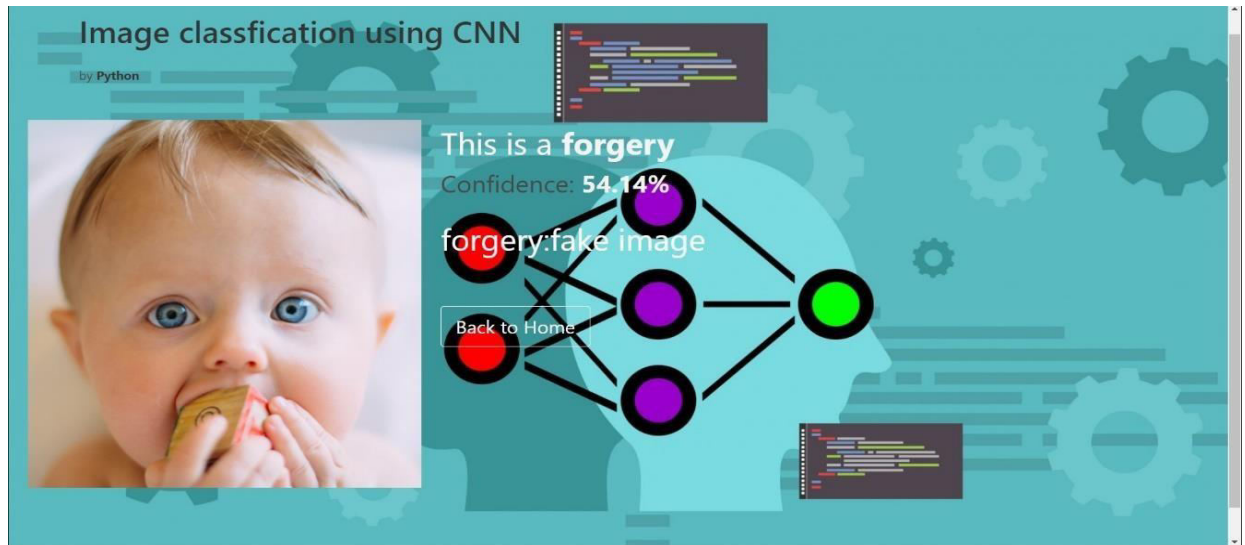 Image classfication using CNN
by Python
This is a forgery
Confidence: 54.14%
forgery:fake image
Back to Home